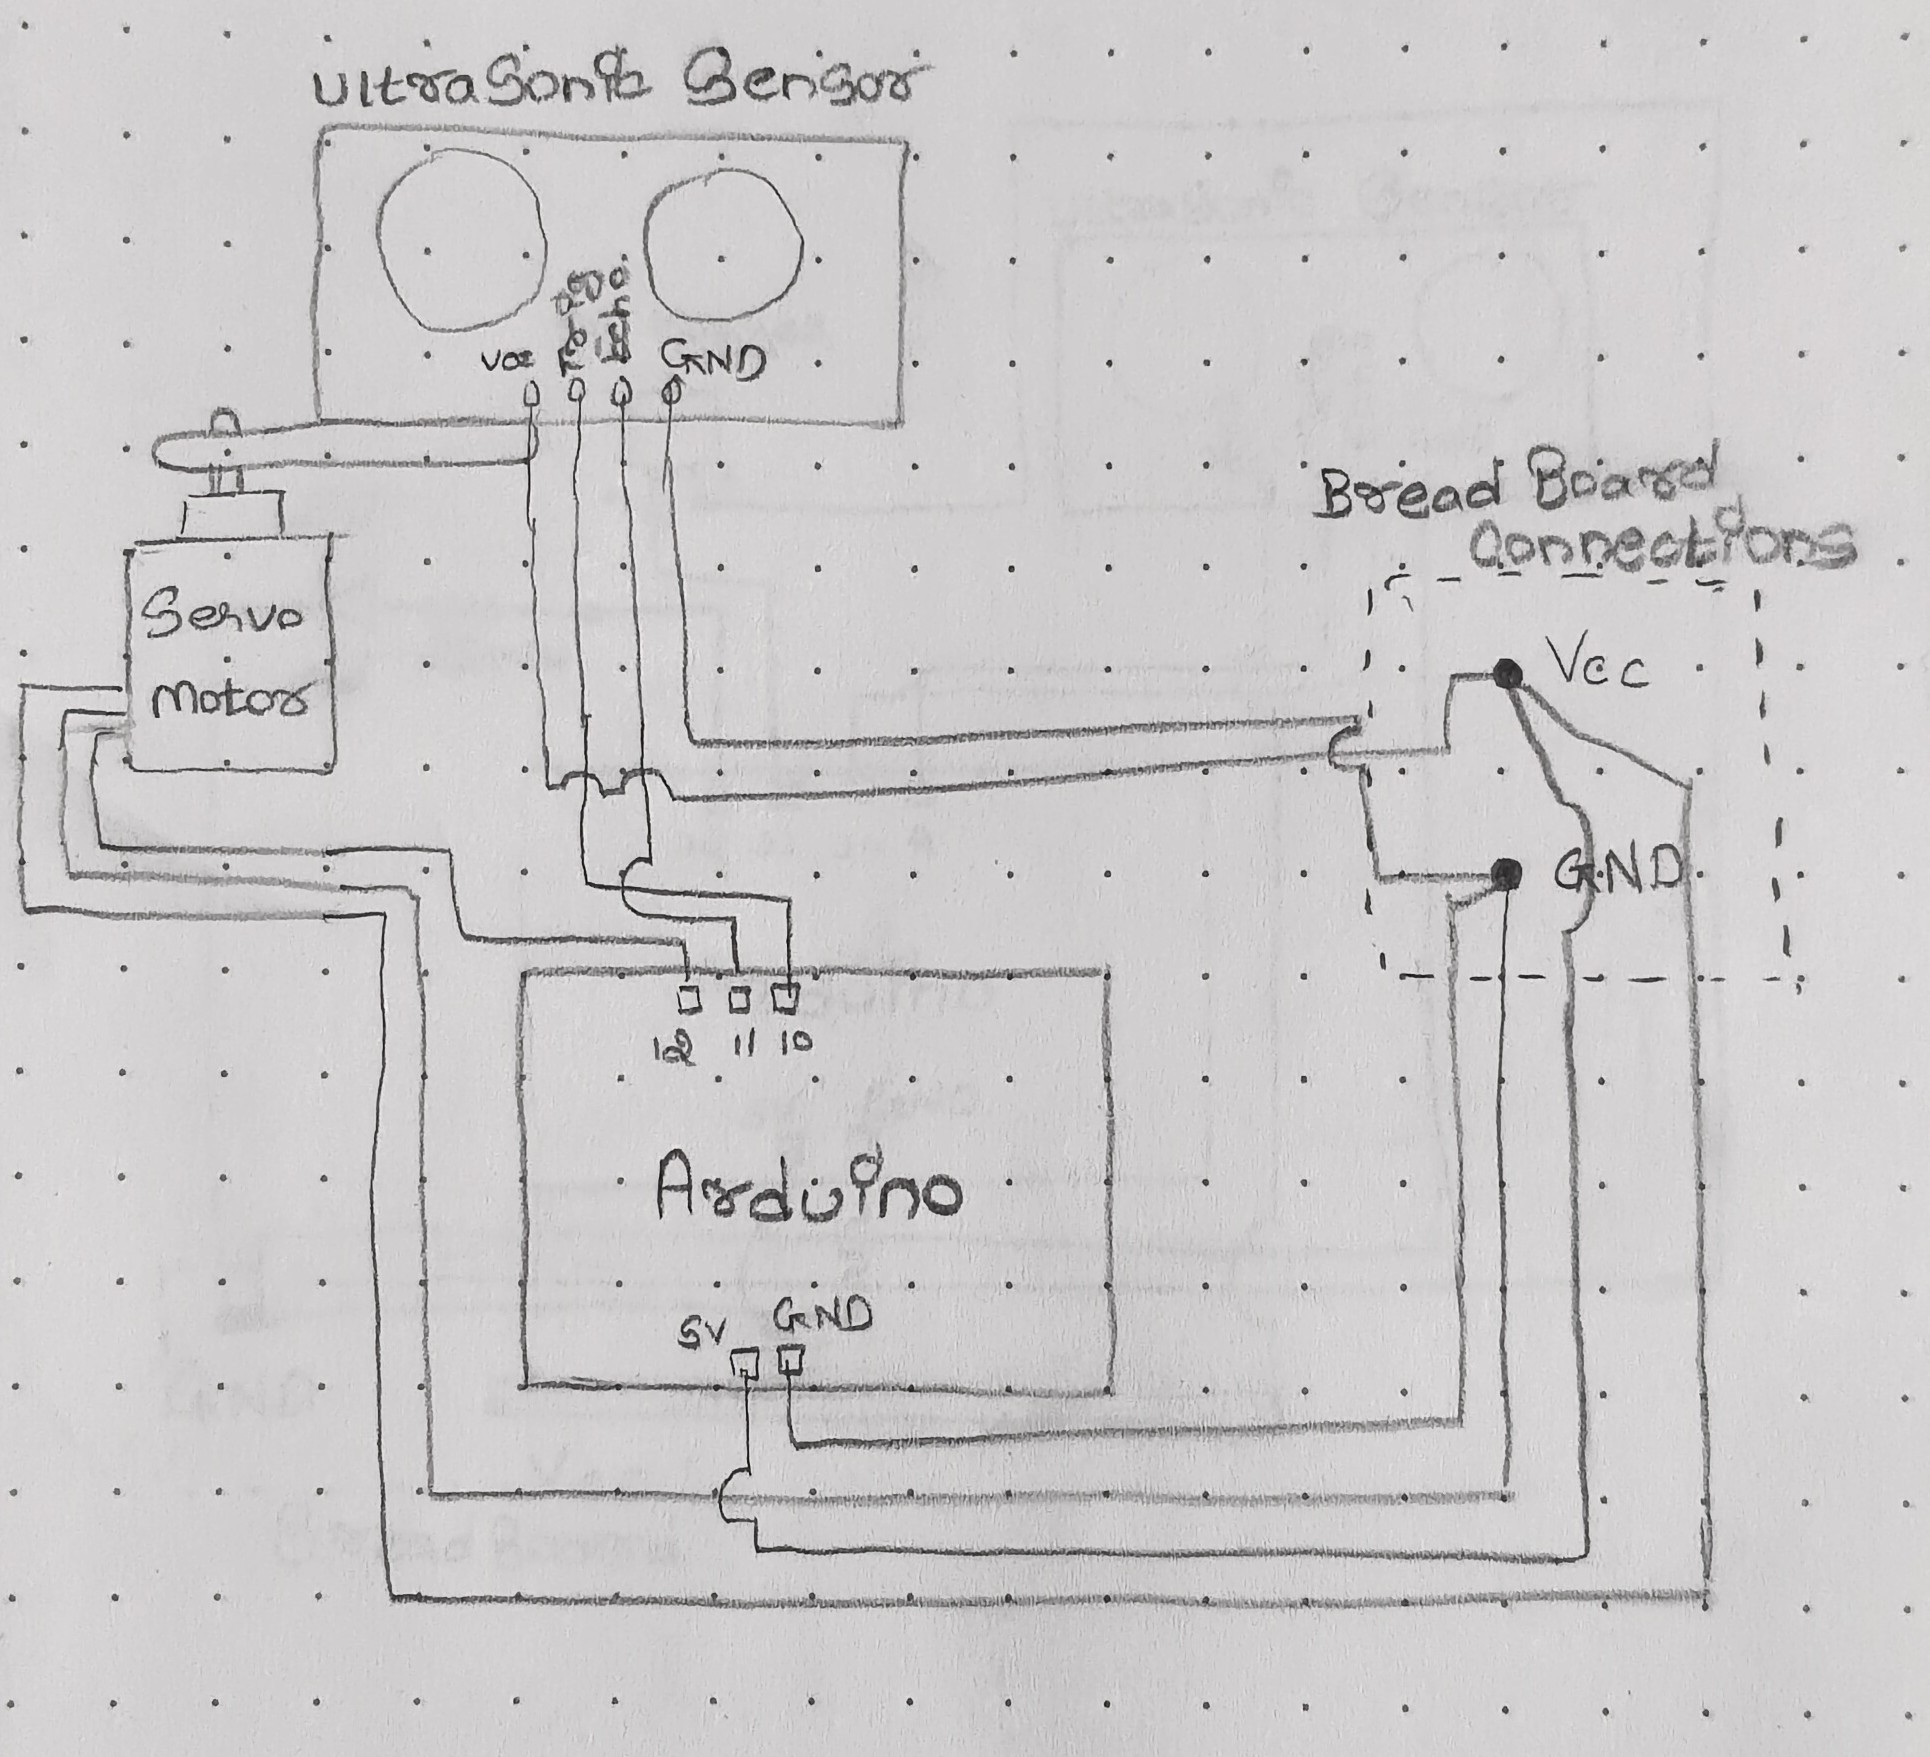 Ultrasonic Sensor
Vcc Trig Echo GND
Bread Board
Connections
Servo
Motor
Vcc
GND
12 11 10
Arduino
5V GND